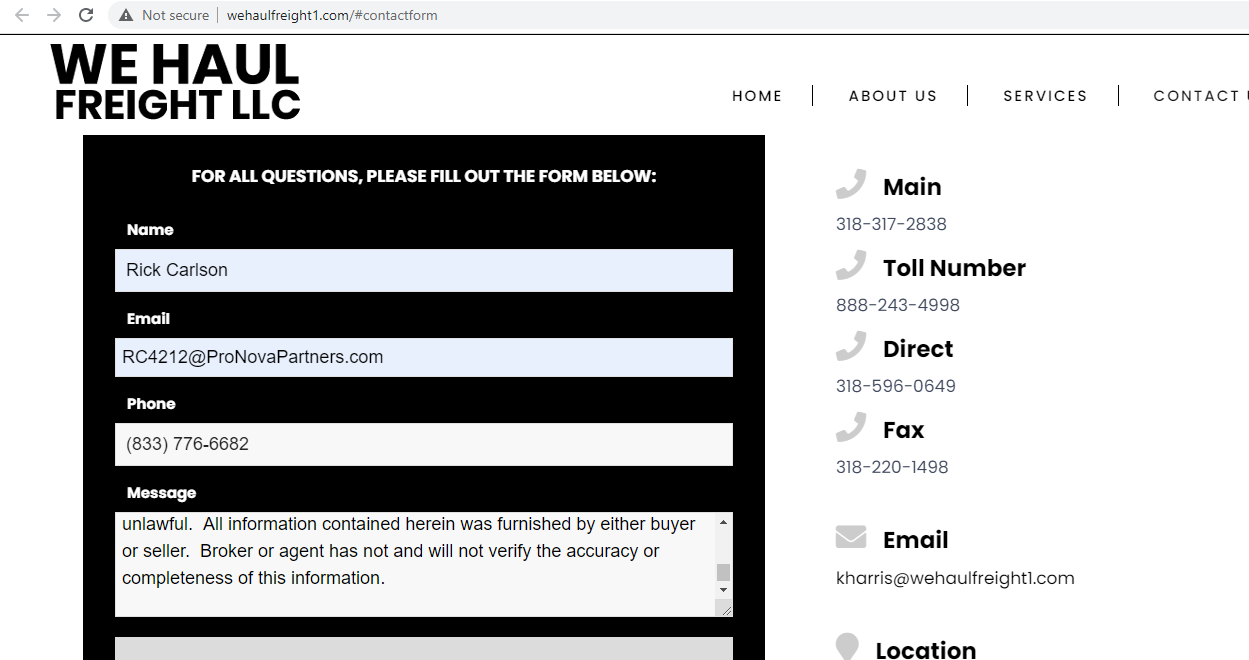 Not secure
wehaulfreight1.com/#contactform
WE HAUL
FREIGHT LLC
HOME
ABOUT US
SERVICES
CONTACT
FOR ALL QUESTIONS, PLEASE FILL OUT THE FORM BELOW:
Name
Rick Carlson
Email
RC4212@ProNovaPartners.com
Phone
(833) 776-6682
Message
unlawful.  All information contained herein was furnished by either buyer
or seller.  Broker or agent has not and will not verify the accuracy or
completeness of this information.
Main
318-317-2838
Toll Number
888-243-4998
Direct
318-596-0649
Fax
318-220-1498
Email
kharris@wehaulfreight1.com
Location